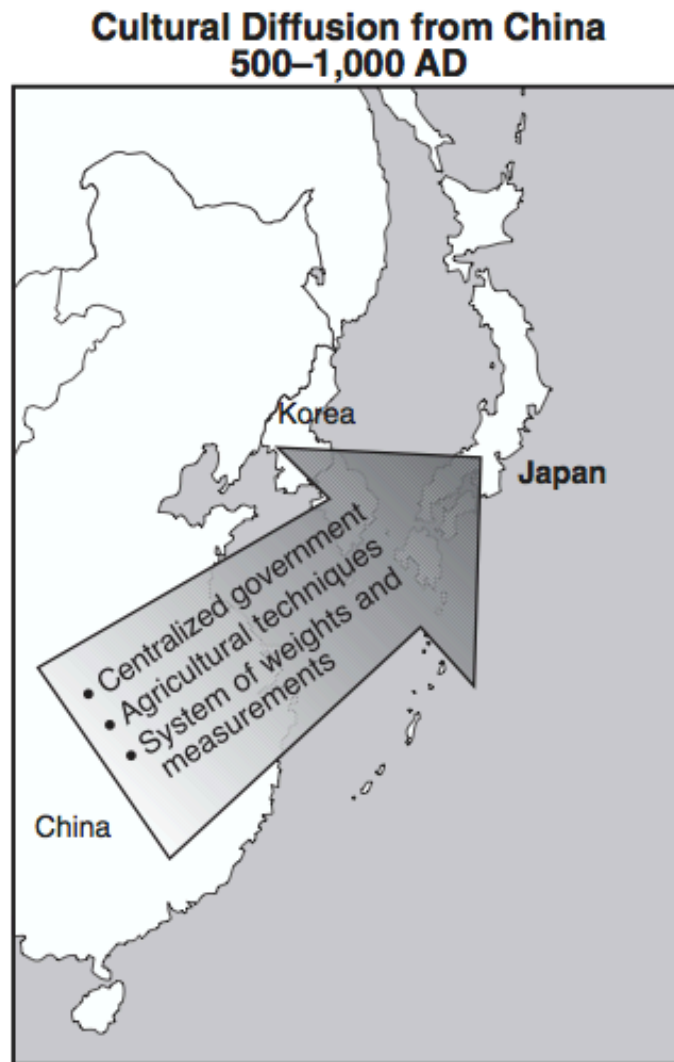 Cultural Diffusion from China
500–1,000 AD
Korea
Japan
• Centralized government
• Agricultural techniques
• System of weights and
measurements
China